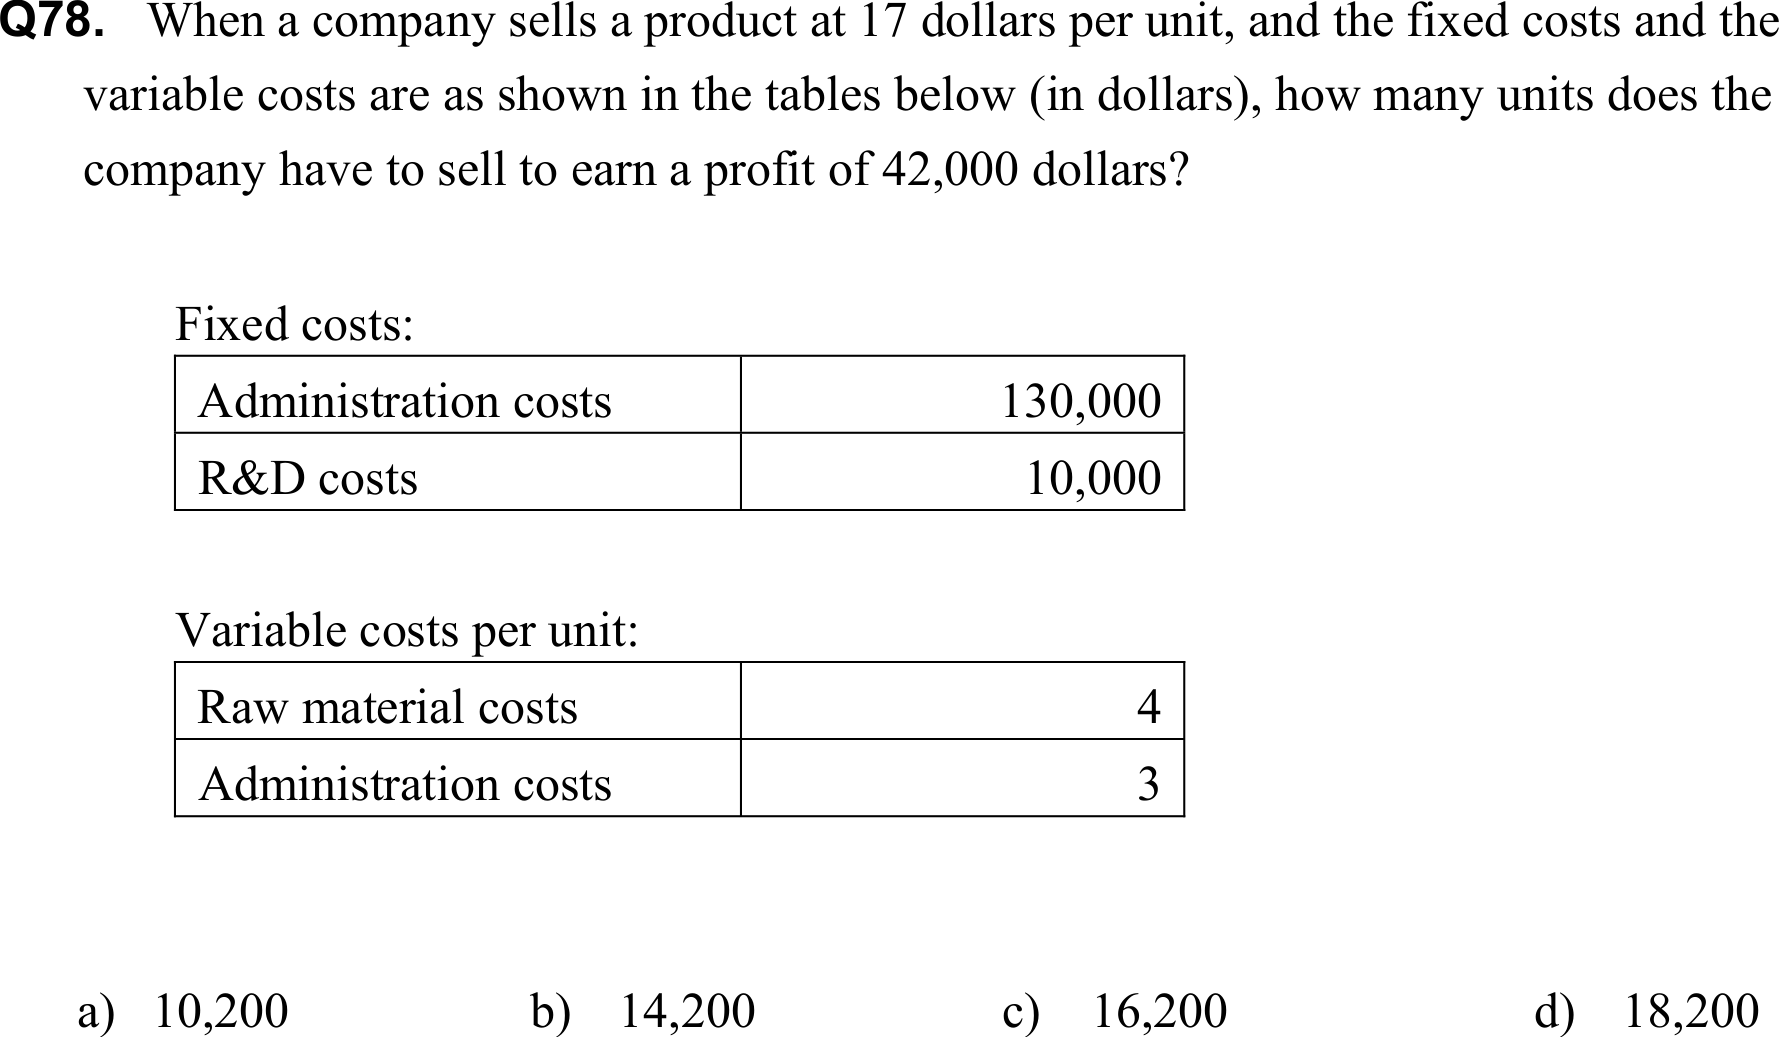 Q78. When a company sells a product at 17 dollars per unit, and the fixed costs and the
variable costs are as shown in the tables below (in dollars), how many units does the
company have to sell to earn a profit of 42,000 dollars?
Fixed costs:
Administration costs 130,000
R&D costs 10,000
Variable costs per unit:
Raw material costs 4
Administration costs 3
a) 10,200 b) 14,200 c) 16,200 d) 18,200